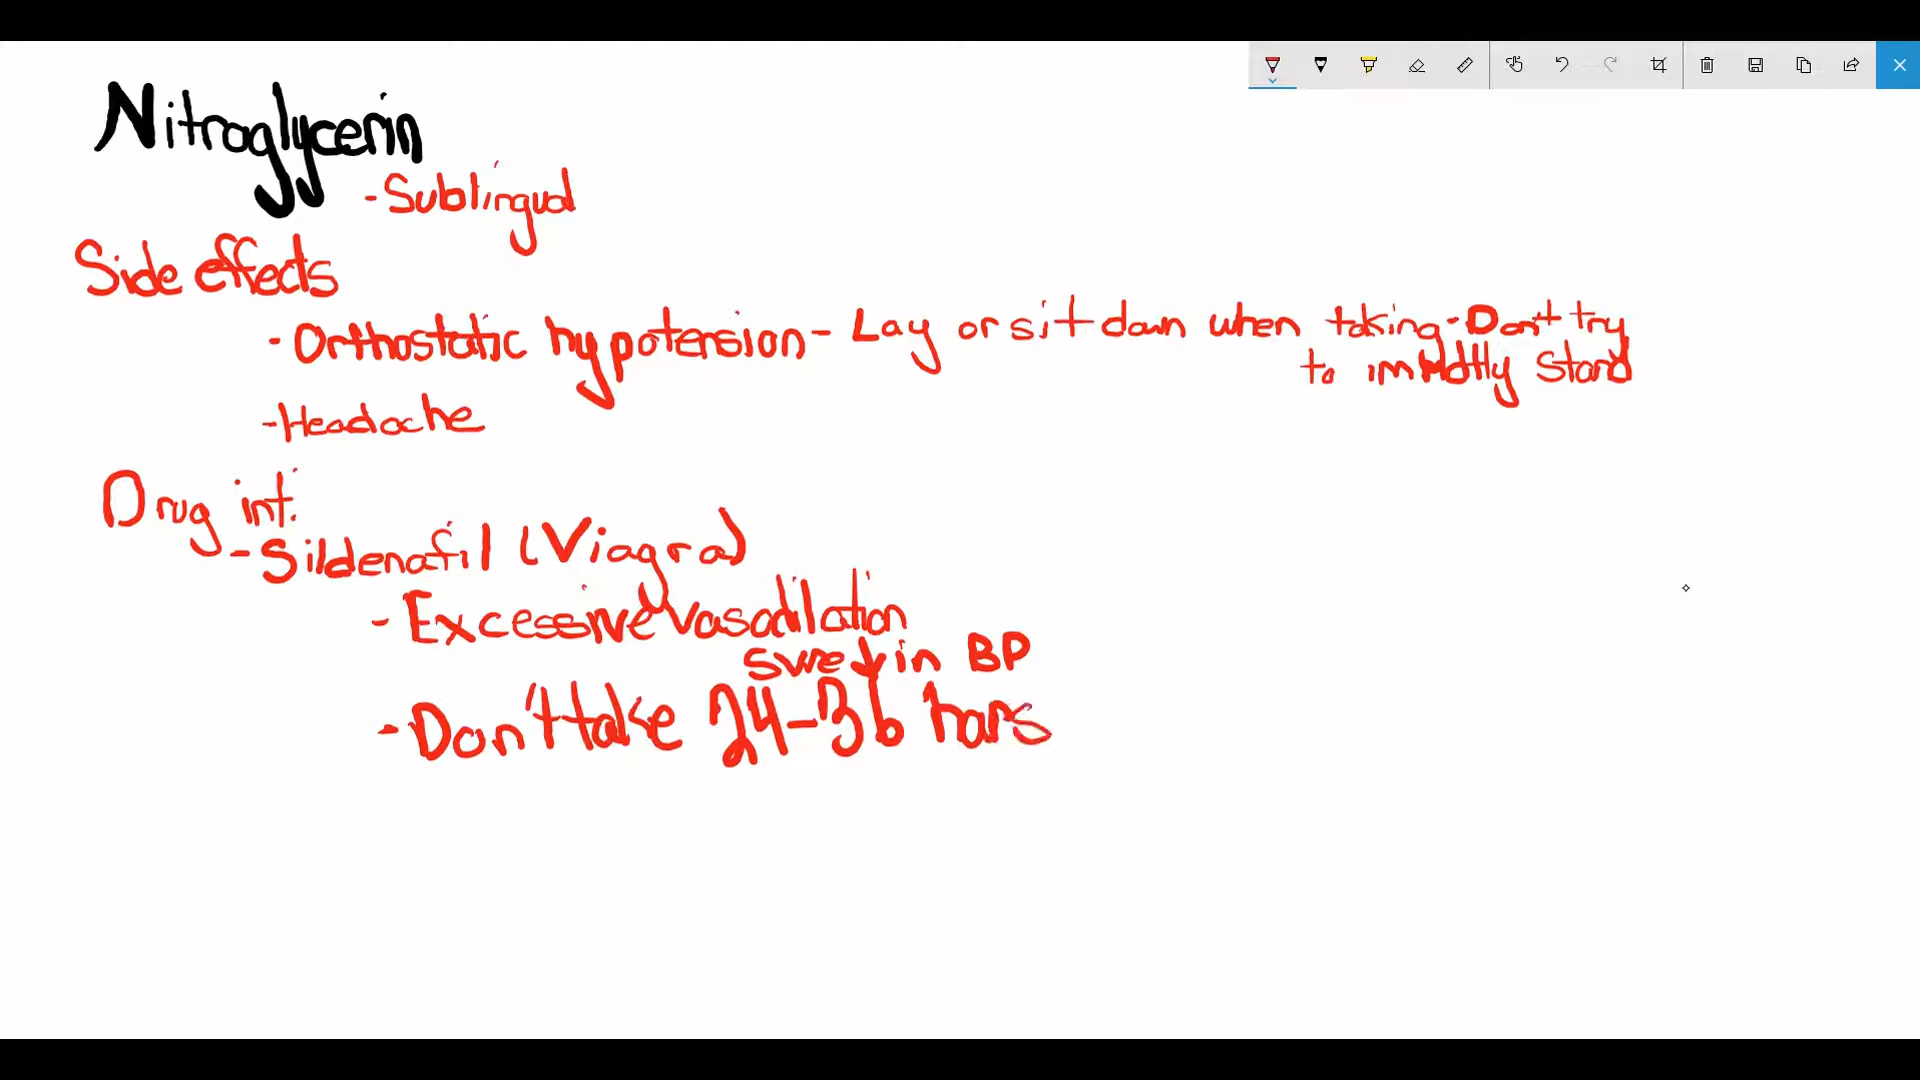 Nitroglycerin
- Sublingual
Side effects
- Orthostatic hypotension - Lay or sit down when taking - Don't try
to immdtly stand
- Headache
Drug int.
- Sildenafil (Viagra)
- Excessive vasodilation
↓ in BP
- Don't take 24-36 hours